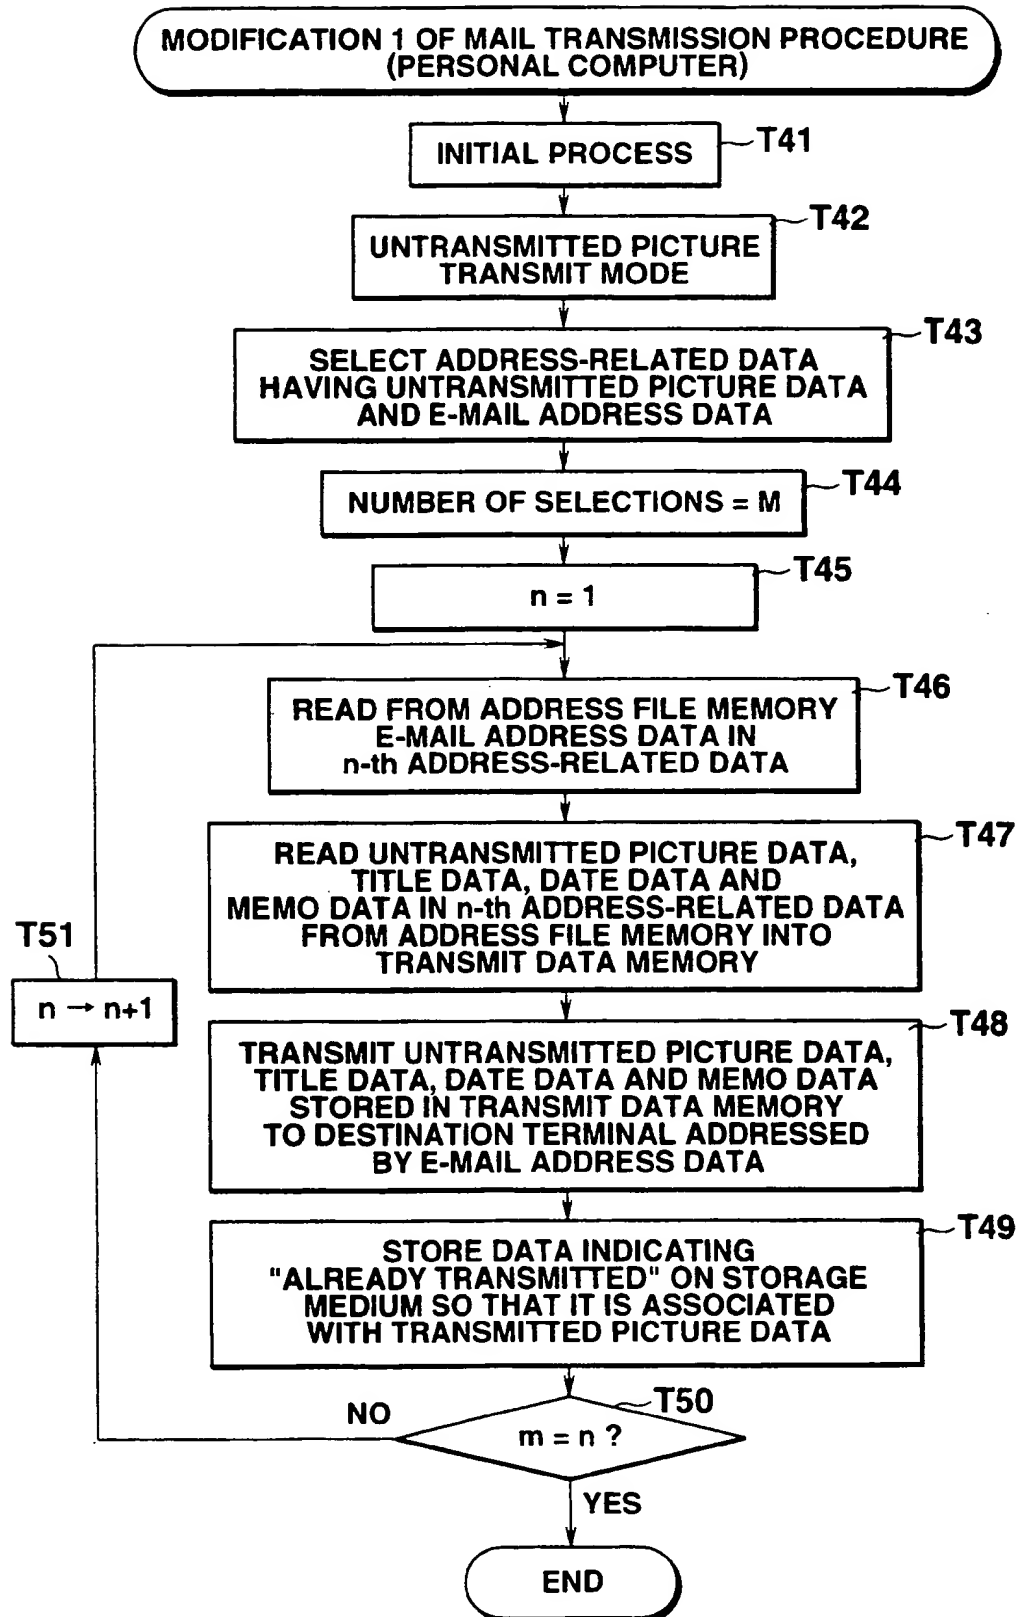 MODIFICATION 1 OF MAIL TRANSMISSION PROCEDURE
(PERSONAL COMPUTER)
INITIAL PROCESS
T41
UNTRANSMITTED PICTURE
TRANSMIT MODE
T42
SELECT ADDRESS-RELATED DATA
HAVING UNTRANSMITTED PICTURE DATA
AND E-MAIL ADDRESS DATA
T43
NUMBER OF SELECTIONS = M
T44
n = 1
T45
READ FROM ADDRESS FILE MEMORY
E-MAIL ADDRESS DATA IN
n-th ADDRESS-RELATED DATA
T46
READ UNTRANSMITTED PICTURE DATA,
TITLE DATA, DATE DATA AND
MEMO DATA IN n-th ADDRESS-RELATED DATA
FROM ADDRESS FILE MEMORY INTO
TRANSMIT DATA MEMORY
T47
T51
n → n+1
TRANSMIT UNTRANSMITTED PICTURE DATA,
TITLE DATA, DATE DATA AND MEMO DATA
STORED IN TRANSMIT DATA MEMORY
TO DESTINATION TERMINAL ADDRESSED
BY E-MAIL ADDRESS DATA
T48
STORE DATA INDICATING
"ALREADY TRANSMITTED" ON STORAGE
MEDIUM SO THAT IT IS ASSOCIATED
WITH TRANSMITTED PICTURE DATA
T49
T50
NO
m = n ?
YES
END